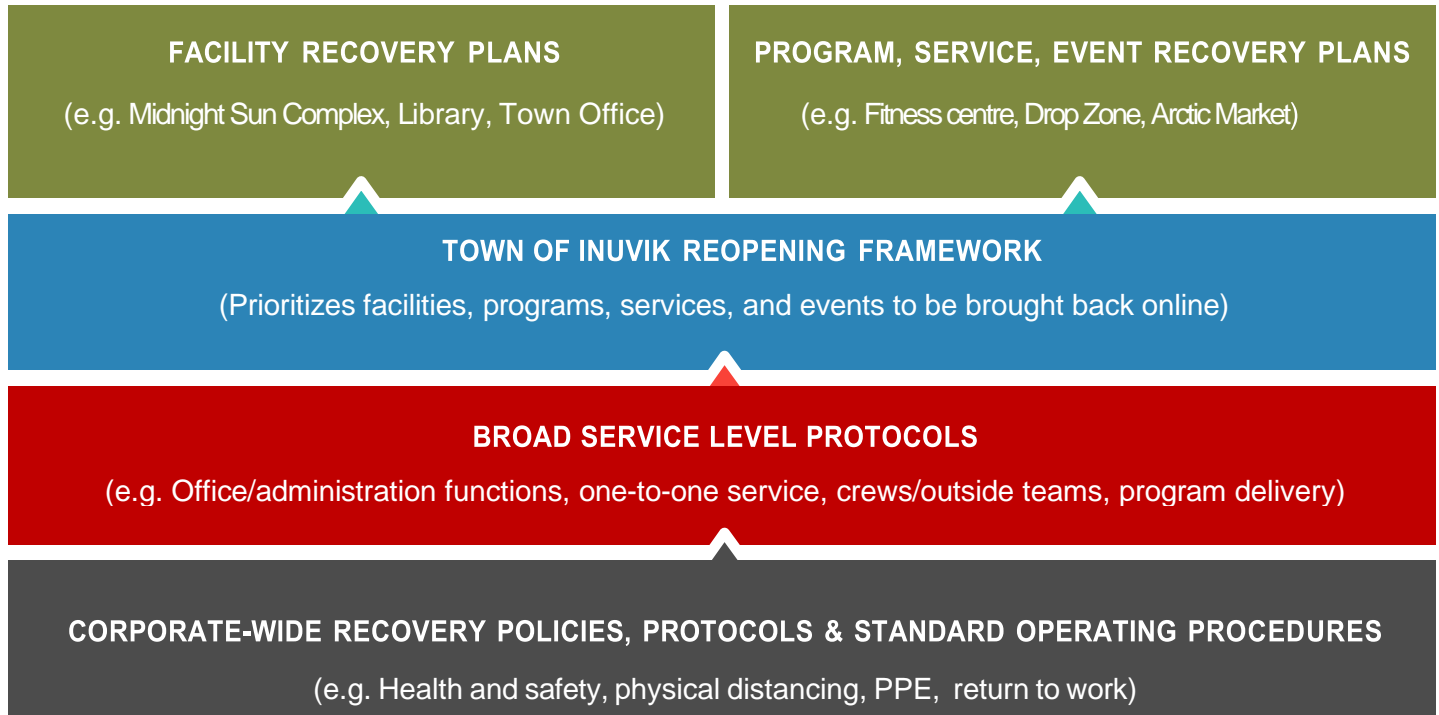 FACILITY RECOVERY PLANS
(e.g. Midnight Sun Complex, Library, Town Office)
PROGRAM, SERVICE, EVENT RECOVERY PLANS
(e.g. Fitness centre, Drop Zone, Arctic Market)
TOWN OF INUVIK REOPENING FRAMEWORK
(Prioritizes facilities, programs, services, and events to be brought back online)
BROAD SERVICE LEVEL PROTOCOLS
(e.g. Office/administration functions, one-to-one service, crews/outside teams, program delivery)
CORPORATE-WIDE RECOVERY POLICIES, PROTOCOLS & STANDARD OPERATING PROCEDURES
(e.g. Health and safety, physical distancing, PPE, return to work)